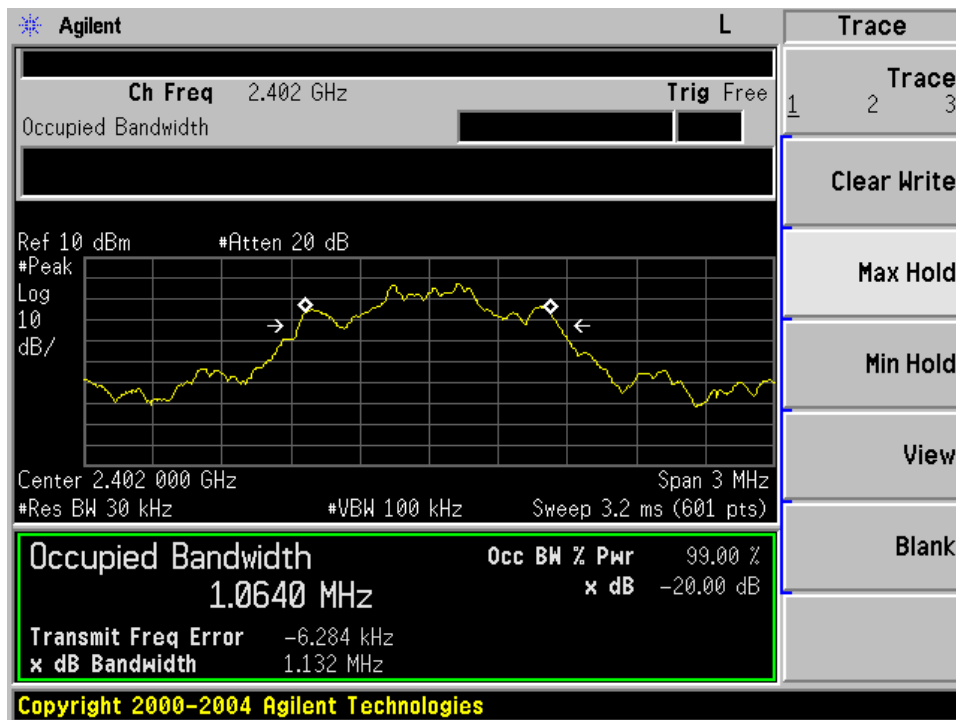 Agilent L Trace
Ch Freq 2.402 GHz Trig Free
Occupied Bandwidth
Trace
1 2 3
Clear Write
Max Hold
Min Hold
View
Blank
Ref 10 dBm #Atten 20 dB
#Peak
Log
10
dB/
Center 2.402 000 GHz Span 3 MHz
#Res BW 30 kHz #VBW 100 kHz Sweep 3.2 ms (601 pts)
Occupied Bandwidth
1.0640 MHz
Occ BW % Pwr 99.00 %
x dB -20.00 dB
Transmit Freq Error -6.284 kHz
x dB Bandwidth 1.132 MHz
Copyright 2000-2004 Agilent Technologies